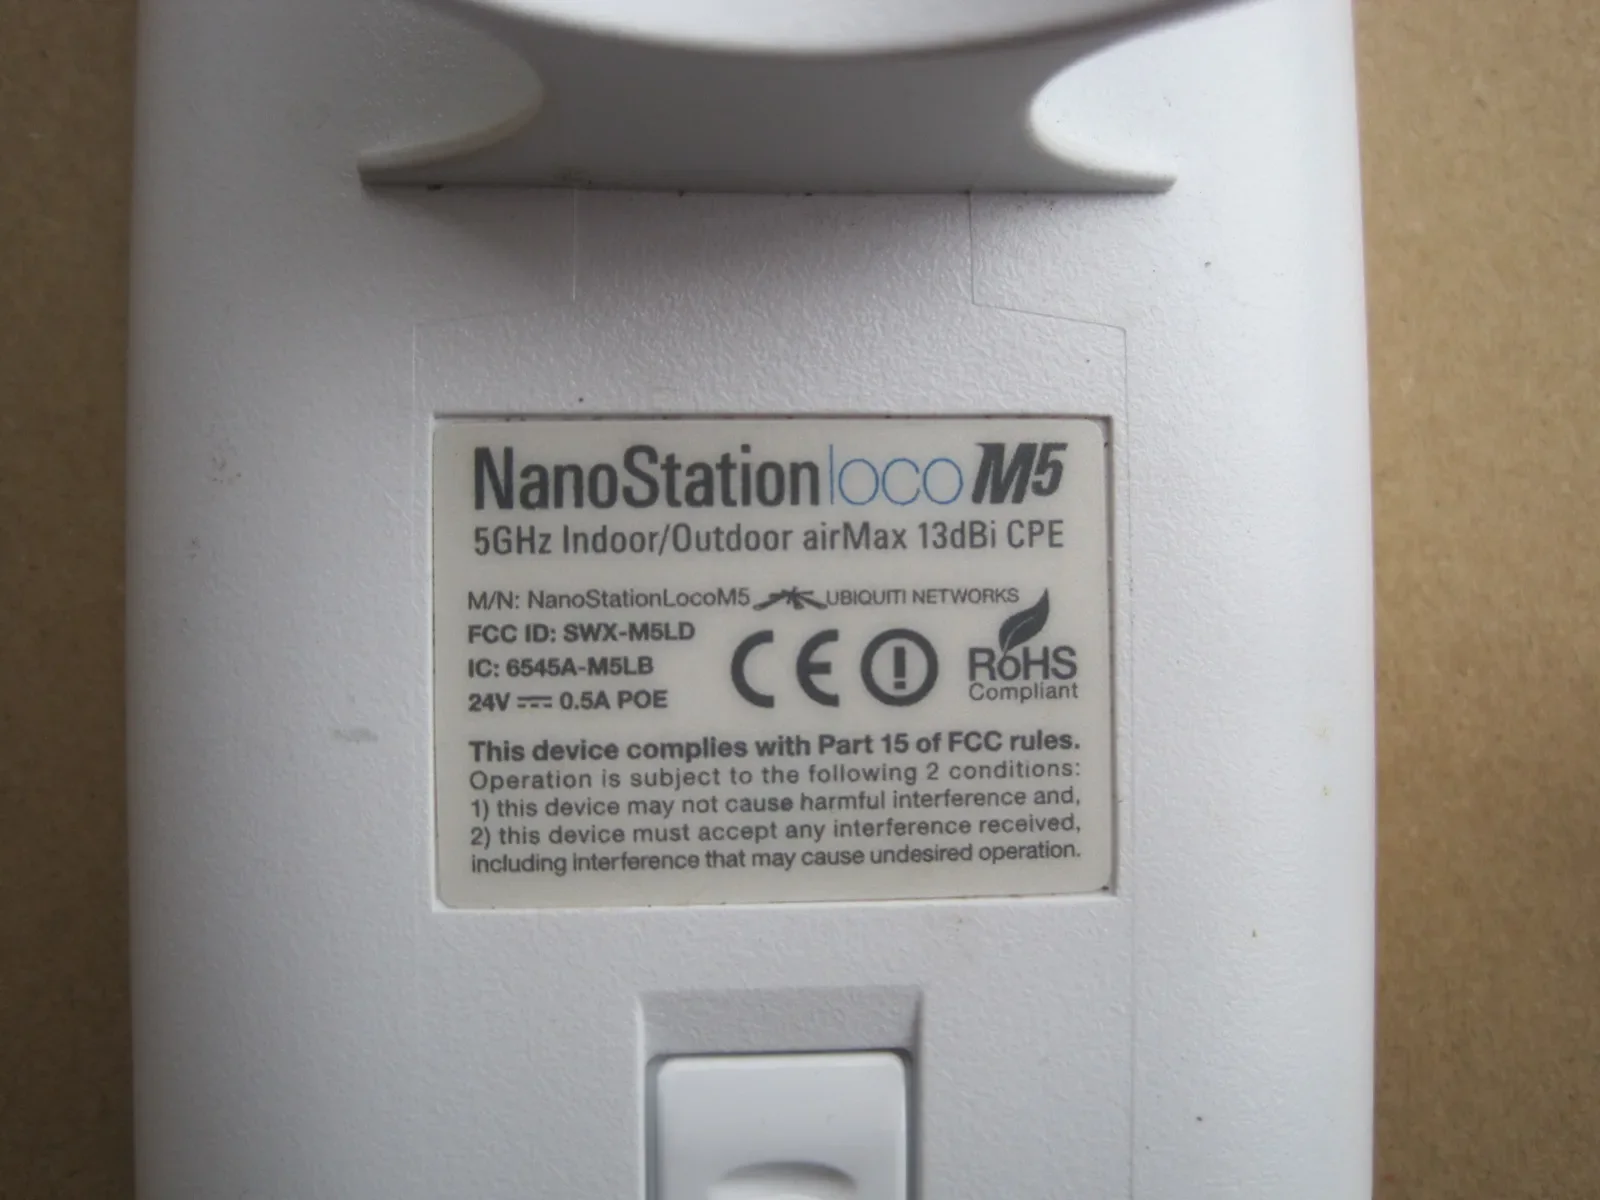 NanoStation loco M5
5GHz Indoor/Outdoor airMax 13dBi CPE
M/N: NanoStationLocoM5 UBIQUITI NETWORKS
FCC ID: SWX-M5LD
IC: 6545A-M5LB
24V 0.5A POE
CE
RoHS
Compliant
This device complies with Part 15 of FCC rules.
Operation is subject to the following 2 conditions:
1) this device may not cause harmful interference and,
2) this device must accept any interference received,
including interference that may cause undesired operation.